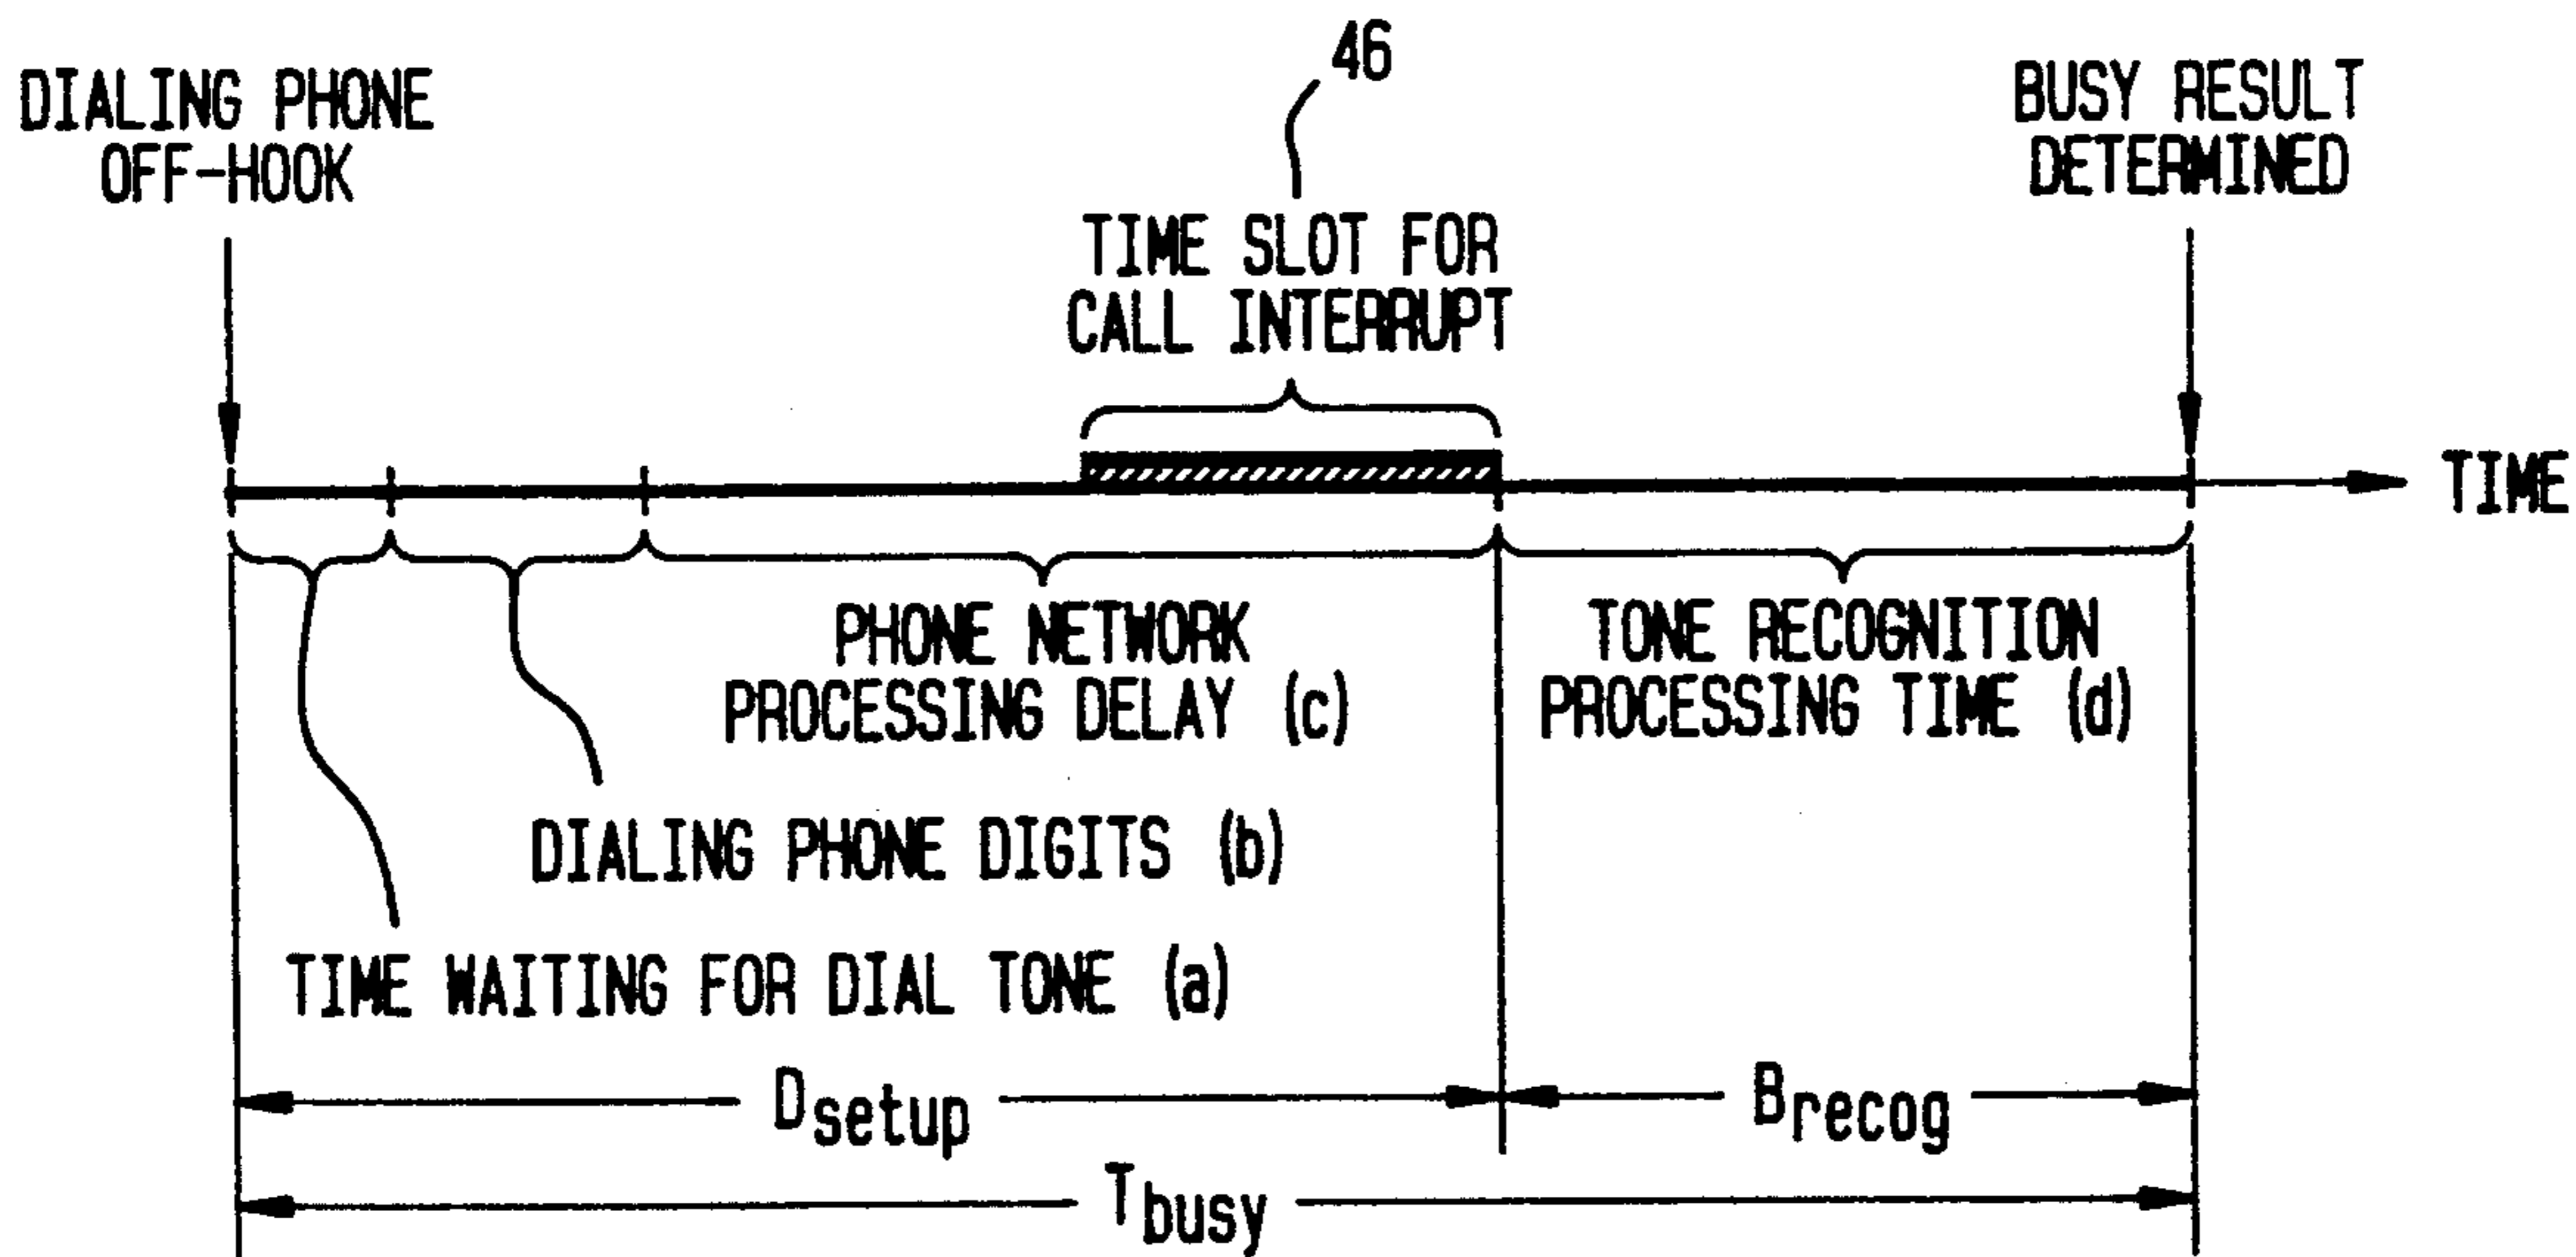 46
DIALING PHONE
OFF-HOOK
BUSY RESULT
DETERMINED
TIME SLOT FOR
CALL INTERRUPT
TIME
PHONE NETWORK
PROCESSING DELAY (c)
TONE RECOGNITION
PROCESSING TIME (d)
DIALING PHONE DIGITS (b)
TIME WAITING FOR DIAL TONE (a)
Dsetup
Brecog
Tbusy